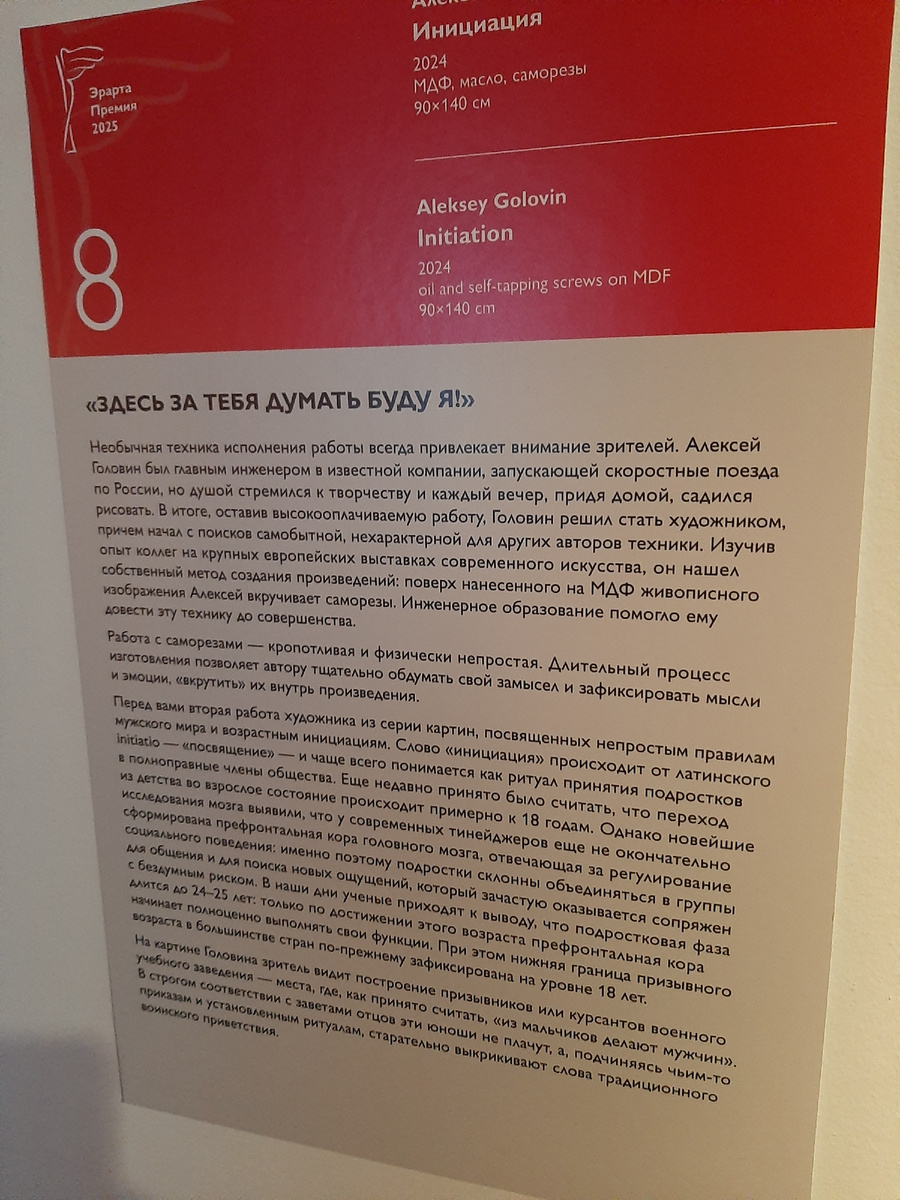 Эрарта
Премия
2025
8
Инициация
2024
МДФ, масло, саморезы
90×140 см
Aleksey Golovin
Initiation
2024
oil and self-tapping screws on MDF
90×140 cm
«ЗДЕСЬ ЗА ТЕБЯ ДУМАТЬ БУДУ Я!»
Необычная техника исполнения работы всегда привлекает внимание зрителей. Алексей
Головин был главным инженером в известной компании, запускающей скоростные поезда
по России, но душой стремился к творчеству и каждый вечер, придя домой, садился
рисовать. В итоге, оставив высокооплачиваемую работу, Головин решил стать художником,
причем начал с поисков самобытной, нехарактерной для других авторов техники. Изучив
опыт коллег на крупных европейских выставках современного искусства, он нашел
собственный метод создания произведений: поверх нанесенного на МДФ живописного
изображения Алексей вкручивает саморезы. Инженерное образование помогло ему
довести эту технику до совершенства.
Работа с саморезами — кропотливая и физически непростая. Длительный процесс
изготовления позволяет автору тщательно обдумать свой замысел и зафиксировать мысли
и эмоции, «вкрутить» их внутрь произведения.
Перед вами вторая работа художника из серии картин, посвященных непростым правилам
мужского мира и возрастным инициациям. Слово «инициация» происходит от латинского
initiatio — «посвящение» — и чаще всего понимается как ритуал принятия подростков
в полноправные члены общества. Еще недавно принято было считать, что переход
из детства во взрослое состояние происходит примерно к 18 годам. Однако новейшие
исследования мозга выявили, что у современных тинейджеров еще не окончательно
сформирована префронтальная кора головного мозга, отвечающая за регулирование
социального поведения: именно поэтому подростки склонны объединяться в группы
для общения и для поиска новых ощущений, который зачастую оказывается сопряжен
с бездумным риском. В наши дни ученые приходят к выводу, что подростковая фаза
длится до 24–25 лет: только по достижении этого возраста префронтальная кора
начинает полноценно выполнять свои функции. При этом нижняя граница призывного
возраста в большинстве стран по-прежнему зафиксирована на уровне 18 лет.
На картине Головина зритель видит построение призывников или курсантов военного
учебного заведения — места, где, как принято считать, «из мальчиков делают мужчин».
В строгом соответствии с заветами отцов эти юноши не плачут, а, подчиняясь чьим-то
приказам и установленным ритуалам, старательно выкрикивают слова традиционного
воинского приветствия.